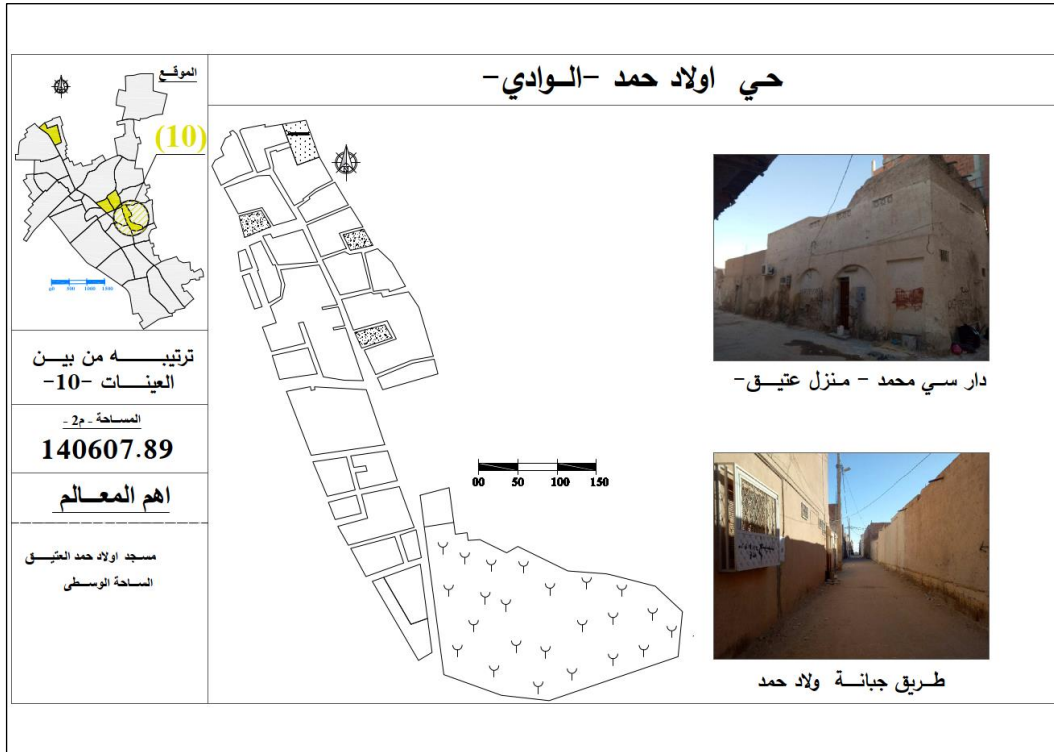 حي اولاد حمد -الوادي-
الموقع
(10)
ترتيبه من بين
العينات -10-
المساحة - م2 -
140607.89
اهم المعالم
مسجد اولاد حمد العتيق
الساحة الوسطى
00 50 100 150
دار سي محمد - منزل عتيق-
طريق جبانة ولاد حمد